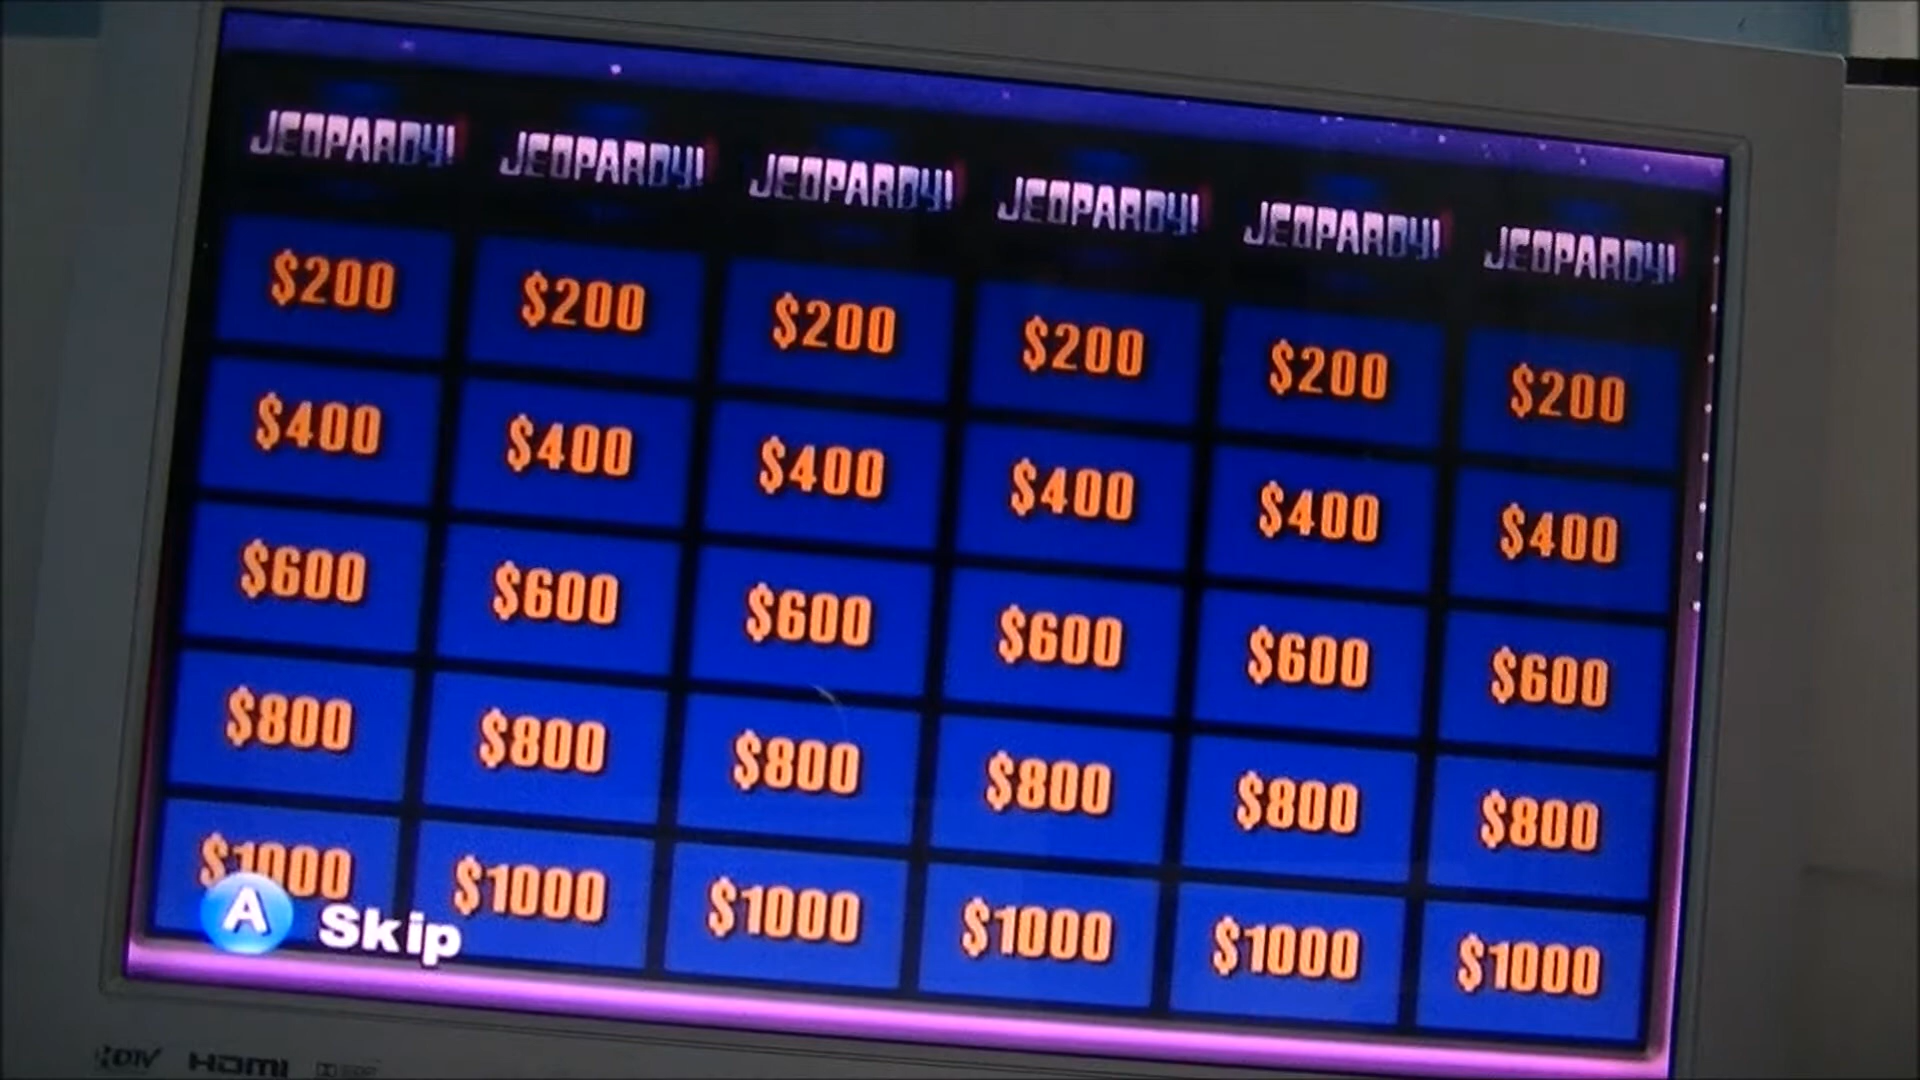 JEOPARDY! JEOPARDY! JEOPARDY! JEOPARDY! JEOPARDY! JEOPARDY!
$200 $200 $200 $200 $200 $200
$400 $400 $400 $400 $400 $400
$600 $600 $600 $600 $600 $600
$800 $800 $800 $800 $800 $800
$1000 $1000 $1000 $1000 $1000 $1000
A Skip
HDMI